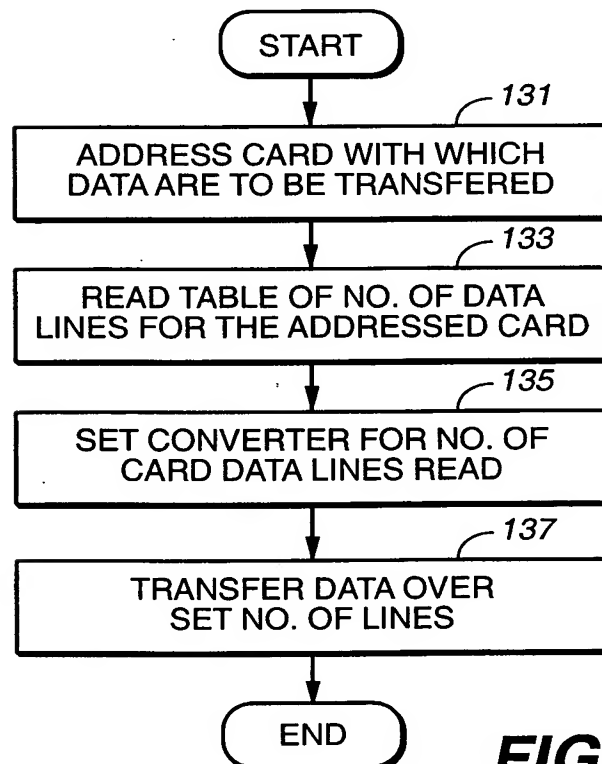 START
131
ADDRESS CARD WITH WHICH
DATA ARE TO BE TRANSFERED
133
READ TABLE OF NO. OF DATA
LINES FOR THE ADDRESSED CARD
135
SET CONVERTER FOR NO. OF
CARD DATA LINES READ
137
TRANSFER DATA OVER
SET NO. OF LINES
END
FIG